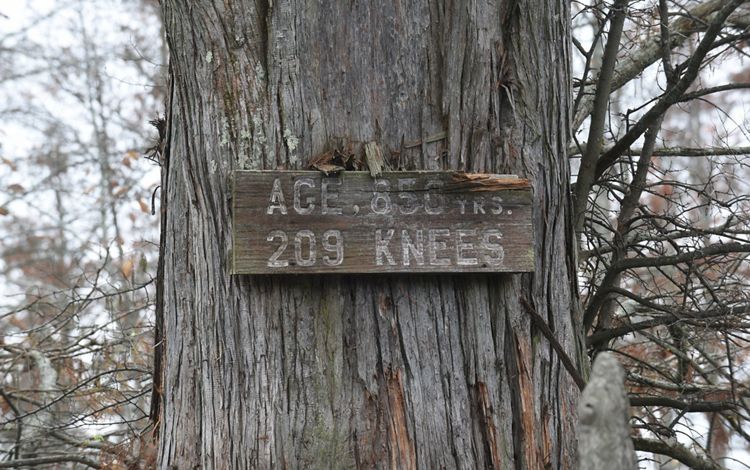 AGE, 850 YRS.
209 KNEES